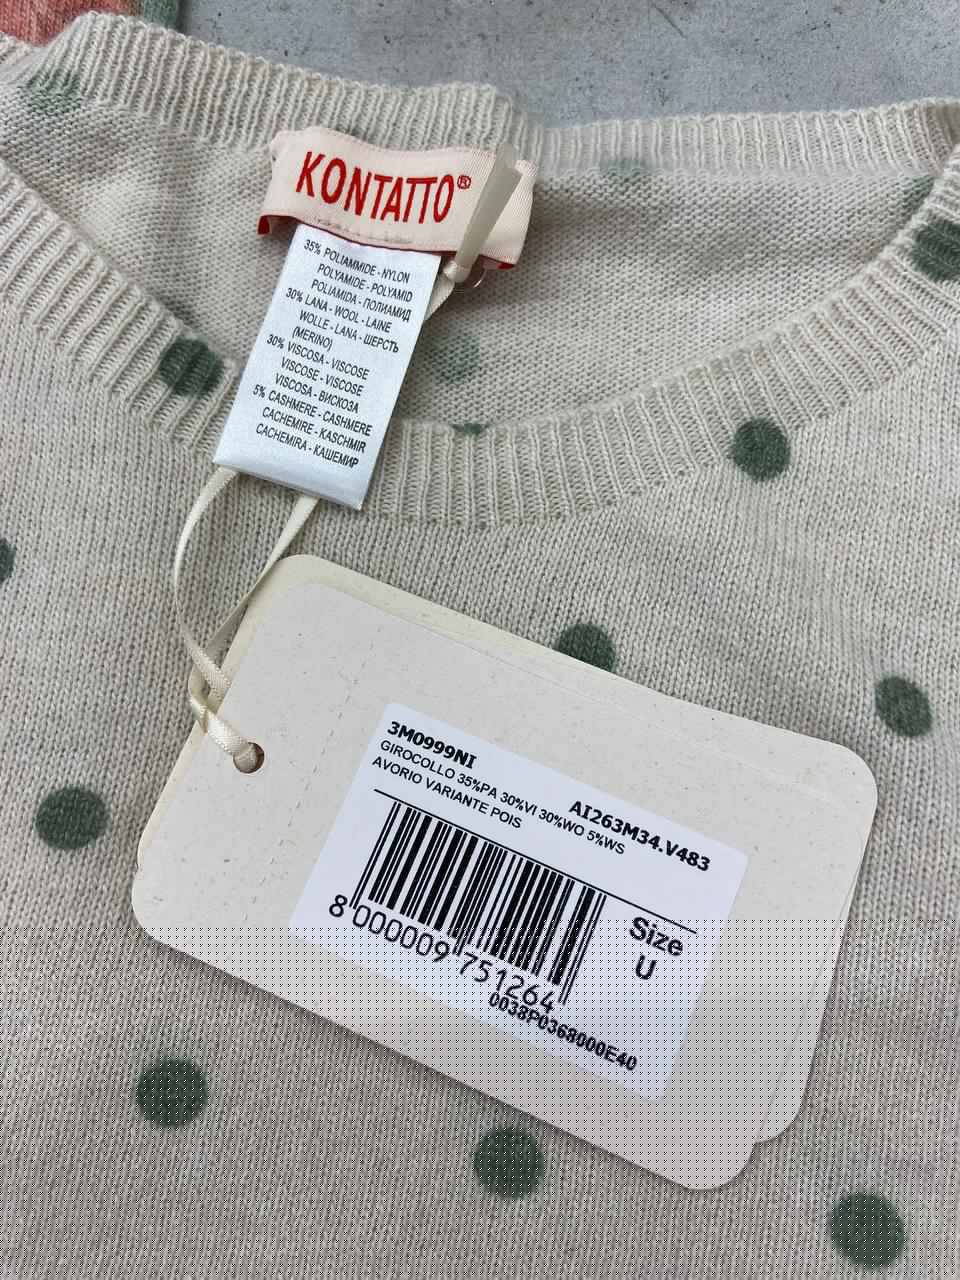 KONTATTO®
35% POLIAMMIDE - NYLON
POLYAMIDE - POLYAMID
POLIAMIDA - ПОЛИАМИД
30% LANA - WOOL - LAINE
WOLLE - LANA - ШЕРСТЬ
(MERINO)
30% VISCOSA - VISCOSE
VISCOSE - VISCOSE
VISCOSA - ВИСКОЗА
5% CASHMERE - CASHMERE
CACHEMIRE - KASCHMIR
CACHEMIRA - КАШЕМИР
3M0999NI AI263M34.V483
GIROCOLLO 35%PA 30%VI 30%WO 5%WS
AVORIO VARIANTE POIS
8 000009 751264
0038P0368000E40
Size
U